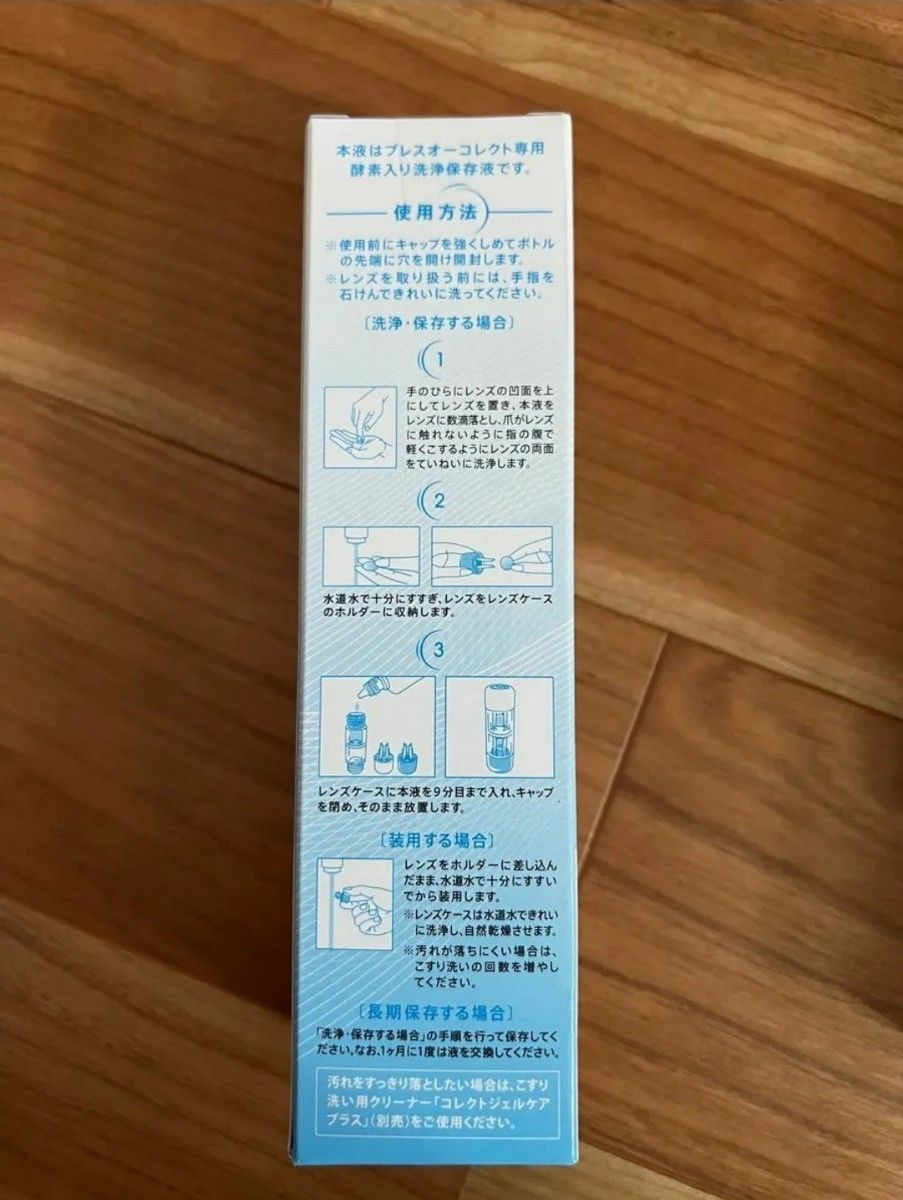 本液はブレスオーコレクト専用
酵素入り洗浄保存液です。
使用方法
※使用前にキャップを強くしめてボトル
の先端に穴を開け開封します。
※レンズを取り扱う前には、手指を
石けんできれいに洗ってください。
〔洗浄・保存する場合〕
1
手のひらにレンズの凹面を上
にしてレンズを置き、本液を
レンズに数滴落とし、爪がレンズ
に触れないように指の腹で
軽くこするようにレンズの両面
をていねいに洗浄します。
2
水道水で十分にすすぎ、レンズをレンズケース
のホルダーに収納します。
3
レンズケースに本液を9分目まで入れ、キャップ
を閉め、そのまま放置します。
〔装用する場合〕
レンズをホルダーに差し込ん
だまま、水道水で十分にすすい
でから装用します。
※レンズケースは水道水できれい
に洗浄し、自然乾燥させます。
※汚れが落ちにくい場合は、
こすり洗いの回数を増やし
てください。
〔長期保存する場合〕
「洗浄・保存する場合」の手順を行って保存してく
ださい。なお、1ヶ月に1度は液を交換してください。
汚れをすっきり落としたい場合は、こすり
洗い用クリーナー「コレクトジェルケア
プラス」(別売)をご使用ください。